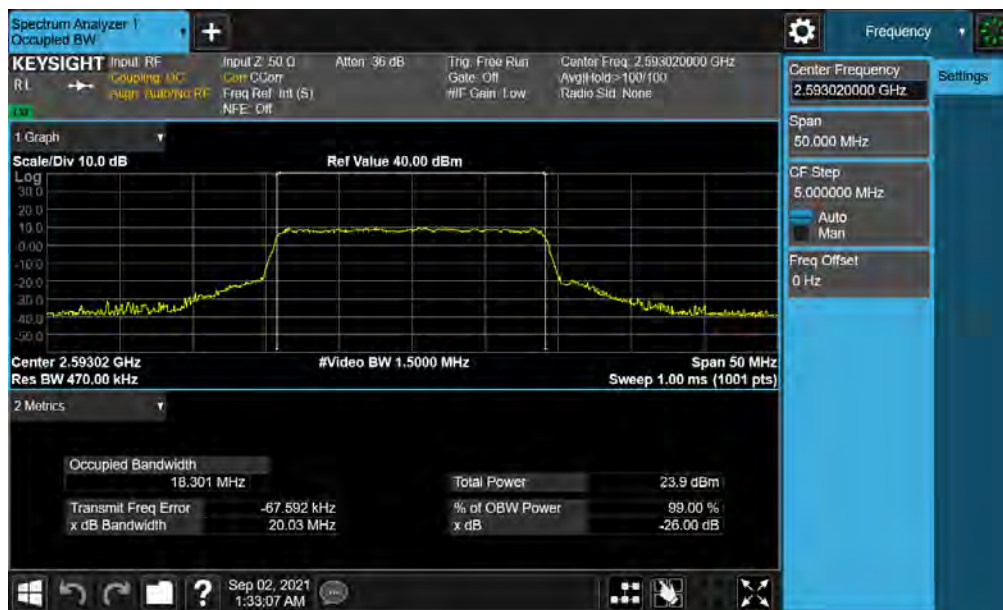 Spectrum Analyzer 1
Occupied BW
+
Frequency
KEYSIGHT
Input: RF
Input Z: 50 Ω
Atten: 36 dB
Trig: Free Run
Center Freq: 2.593020000 GHz
RL
Coupling: DC
Corr CCorr
Gate: Off
Avg|Hold>100/100
Align: Auto/No RF
Freq Ref: Int (S)
#IF Gain: Low
Radio Std: None
NFE: Off
Center Frequency
2.593020000 GHz
Settings
Span
50.000 MHz
CF Step
5.000000 MHz
Auto
Man
Freq Offset
0 Hz
1 Graph
Scale/Div 10.0 dB
Ref Value 40.00 dBm
Log
30.0
20.0
10.0
0.00
-10.0
-20.0
-30.0
-40.0
-50.0
Center 2.59302 GHz
#Video BW 1.5000 MHz
Span 50 MHz
Res BW 470.00 kHz
Sweep 1.00 ms (1001 pts)
2 Metrics
Occupied Bandwidth
18.301 MHz
Total Power
23.9 dBm
Transmit Freq Error
-67.592 kHz
% of OBW Power
99.00 %
x dB Bandwidth
20.03 MHz
x dB
-26.00 dB
?
Sep 02, 2021
1:33:07 AM